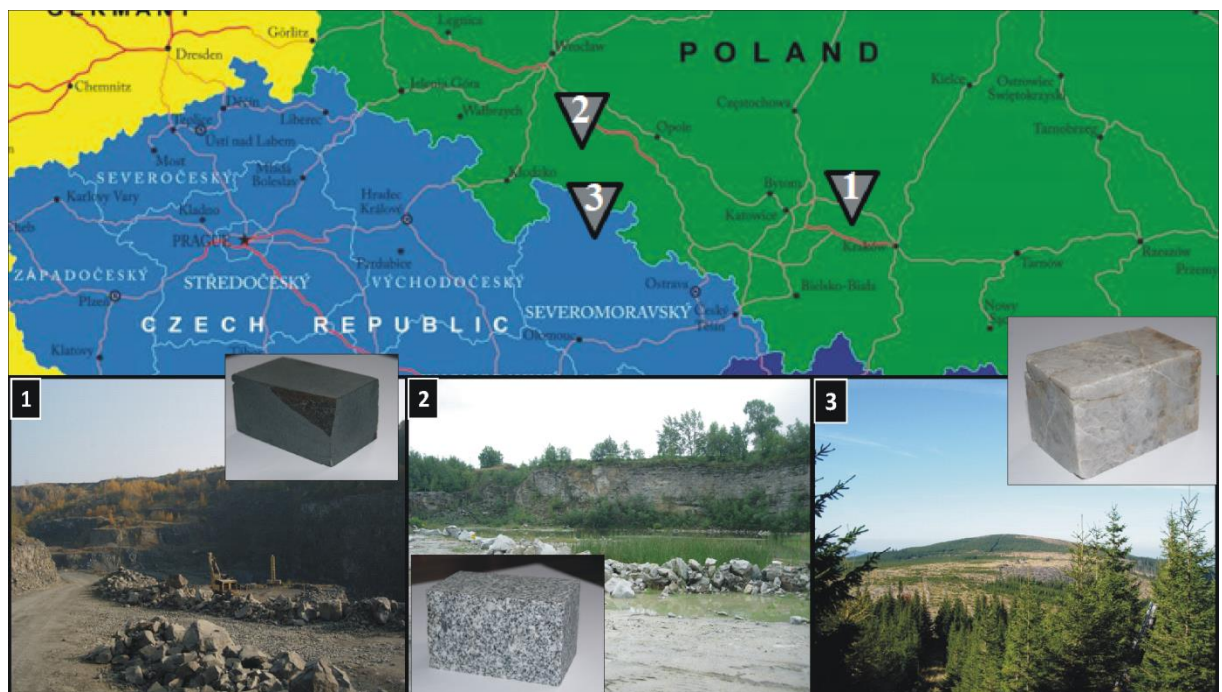 GERMANY
POLAND
Legnica
Görlitz
Wrocław
Dresden
Kielce
Ostrowiec
Świętokrzyski
Chemnitz
Jelenia Góra
Częstochowa
Děčín
Liberec
Wałbrzych
2
Opole
Tarnobrzeg
Teplice
Ústí nad Labem
Most
SEVEROČESKÝ
Mladá
Boleslav
Kłodzko
Bytom
1
Karlovy Vary
Hradec
Králové
3
Katowice
Kladno
PRAGUE
Kraków
Rzeszów
Tarnów
Przemy
ZÁPADOČESKÝ
STŘEDOČESKÝ
Pardubice
VÝCHODOČESKÝ
Ostrava
Bielsko-Biała
Plzeň
SEVEROMORAVSKÝ
Český
Těšín
Nowy
CZECH REPUBLIC
Olomouc
Klatovy
1
2
3